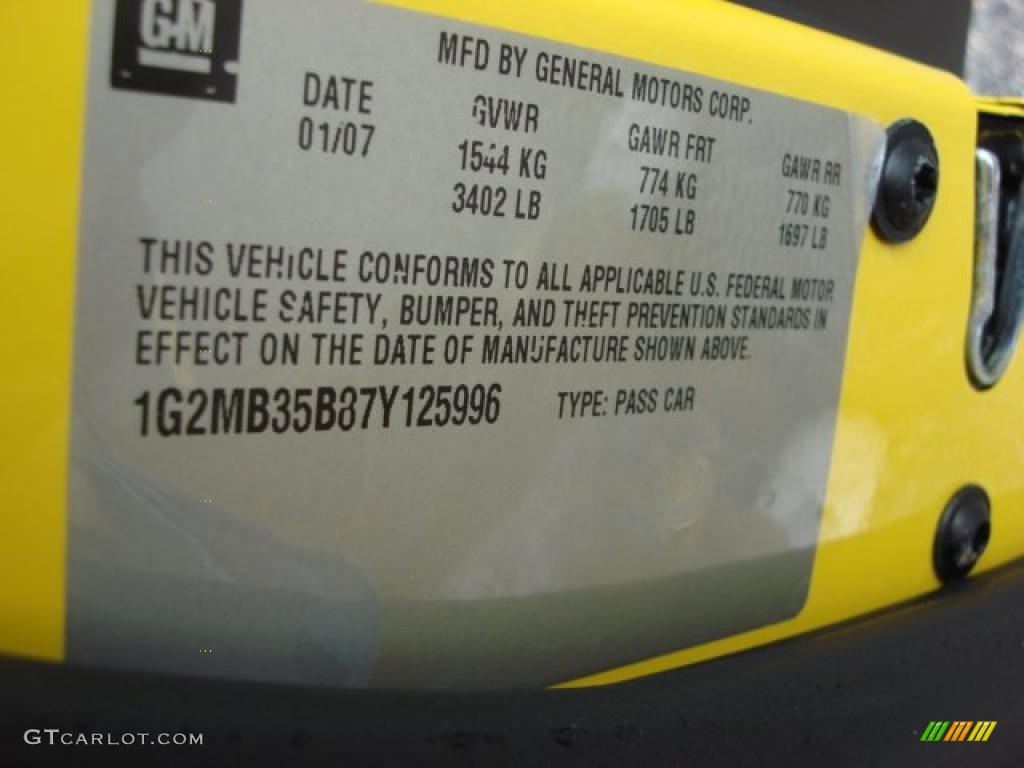 GM
MFD BY GENERAL MOTORS CORP.
DATE GVWR GAWR FRT GAWR RR
01/07 1544 KG 774 KG 770 KG
3402 LB 1705 LB 1697 LB
THIS VEHICLE CONFORMS TO ALL APPLICABLE U.S. FEDERAL MOTOR
VEHICLE SAFETY, BUMPER, AND THEFT PREVENTION STANDARDS IN
EFFECT ON THE DATE OF MANUFACTURE SHOWN ABOVE.
1G2MB35B87Y125996 TYPE: PASS CAR
GTCARLOT.COM